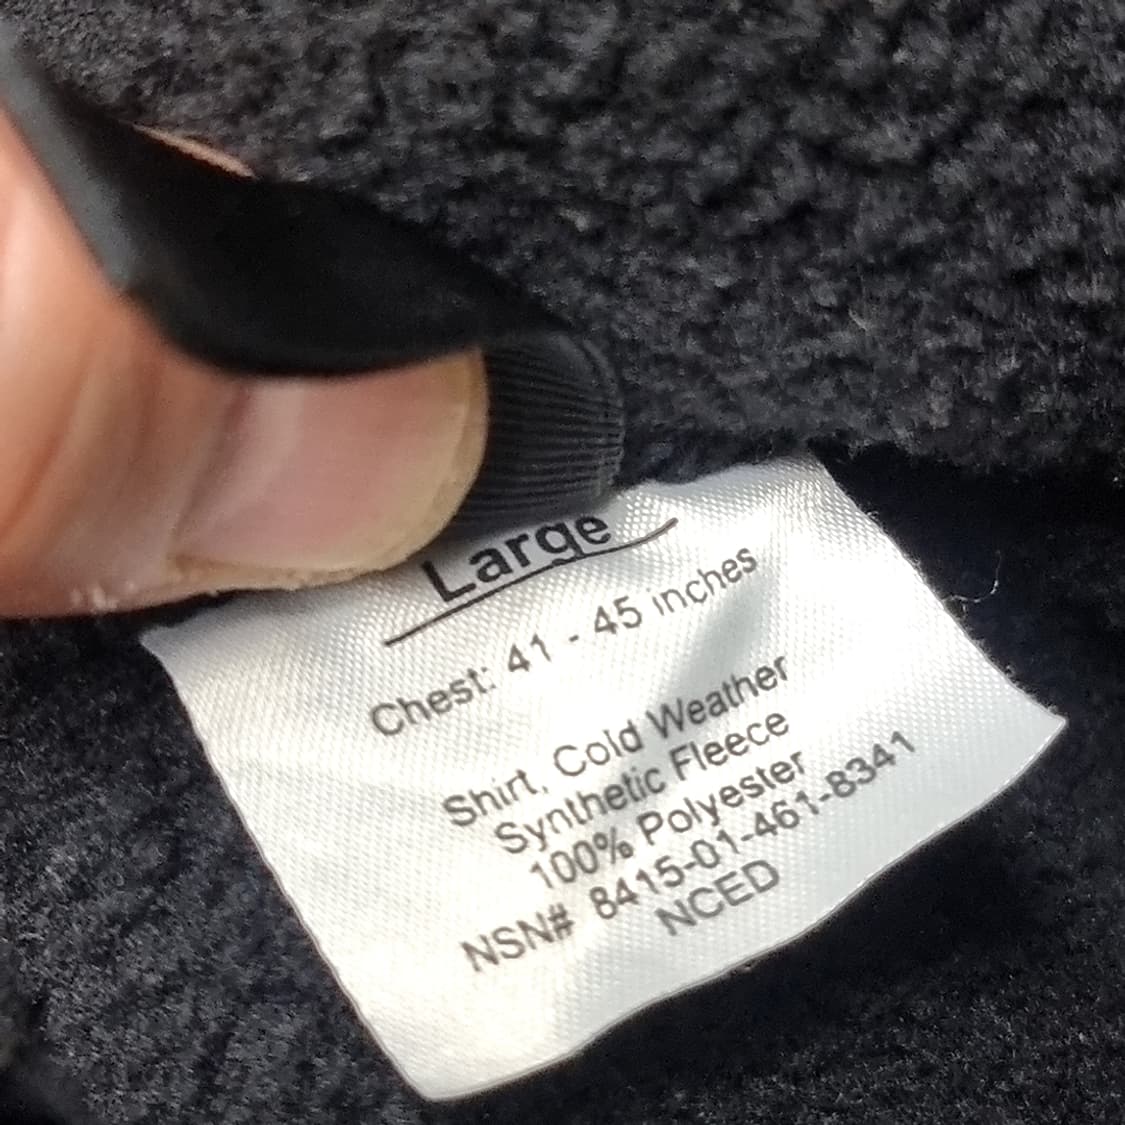 Large
Chest: 41 - 45 inches
Shirt, Cold Weather
Synthetic Fleece
100% Polyester
NSN# 8415-01-461-8341
NCED